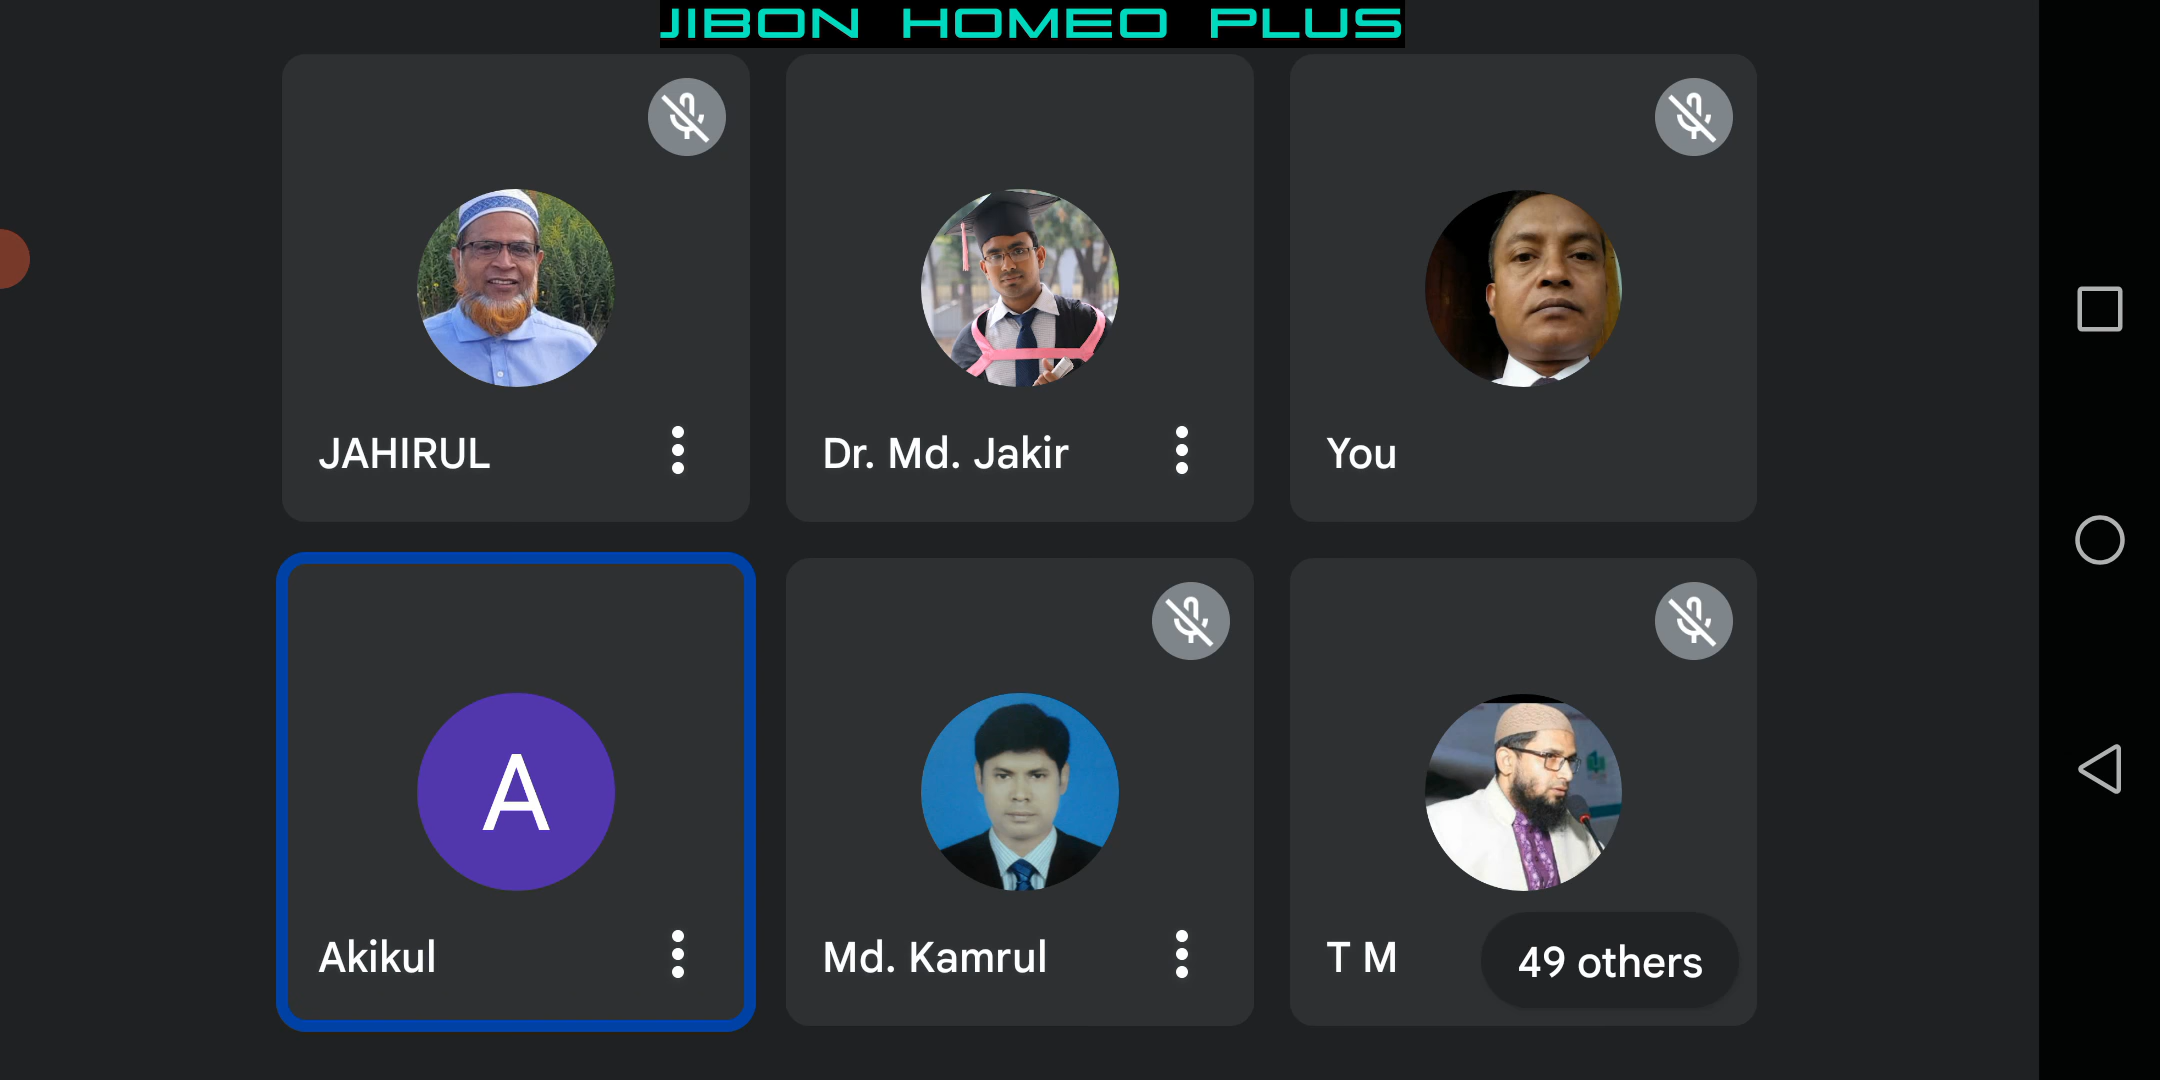 JIBON HOMEO PLUS
JAHIRUL
Dr. Md. Jakir
You
A
Akikul
Md. Kamrul
T M
49 others